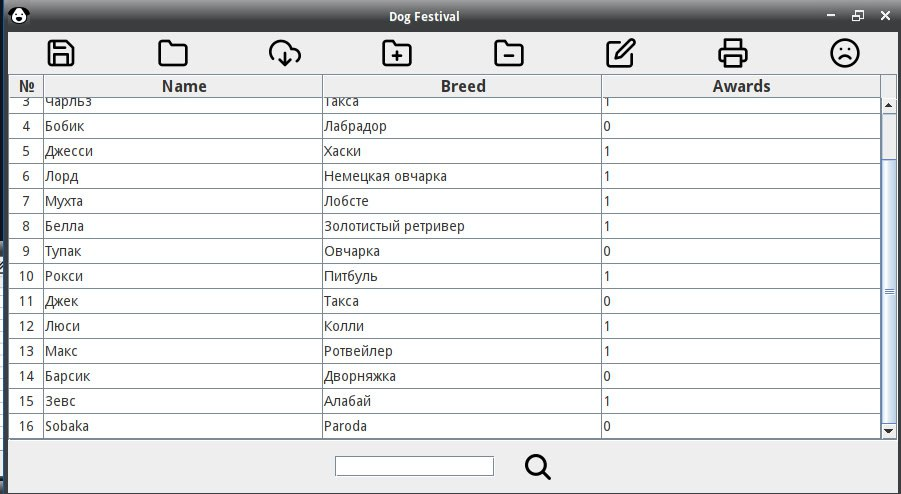 Dog Festival
№ Name Breed Awards
3 Чарльз Такса 1
4 Бобик Лабрадор 0
5 Джесси Хаски 1
6 Лорд Немецкая овчарка 1
7 Мухта Лобсте 1
8 Белла Золотистый ретривер 1
9 Тупак Овчарка 0
10 Рокси Питбуль 1
11 Джек Такса 0
12 Люси Колли 1
13 Макс Ротвейлер 1
14 Барсик Дворняжка 0
15 Зевс Алабай 1
16 Sobaka Paroda 0